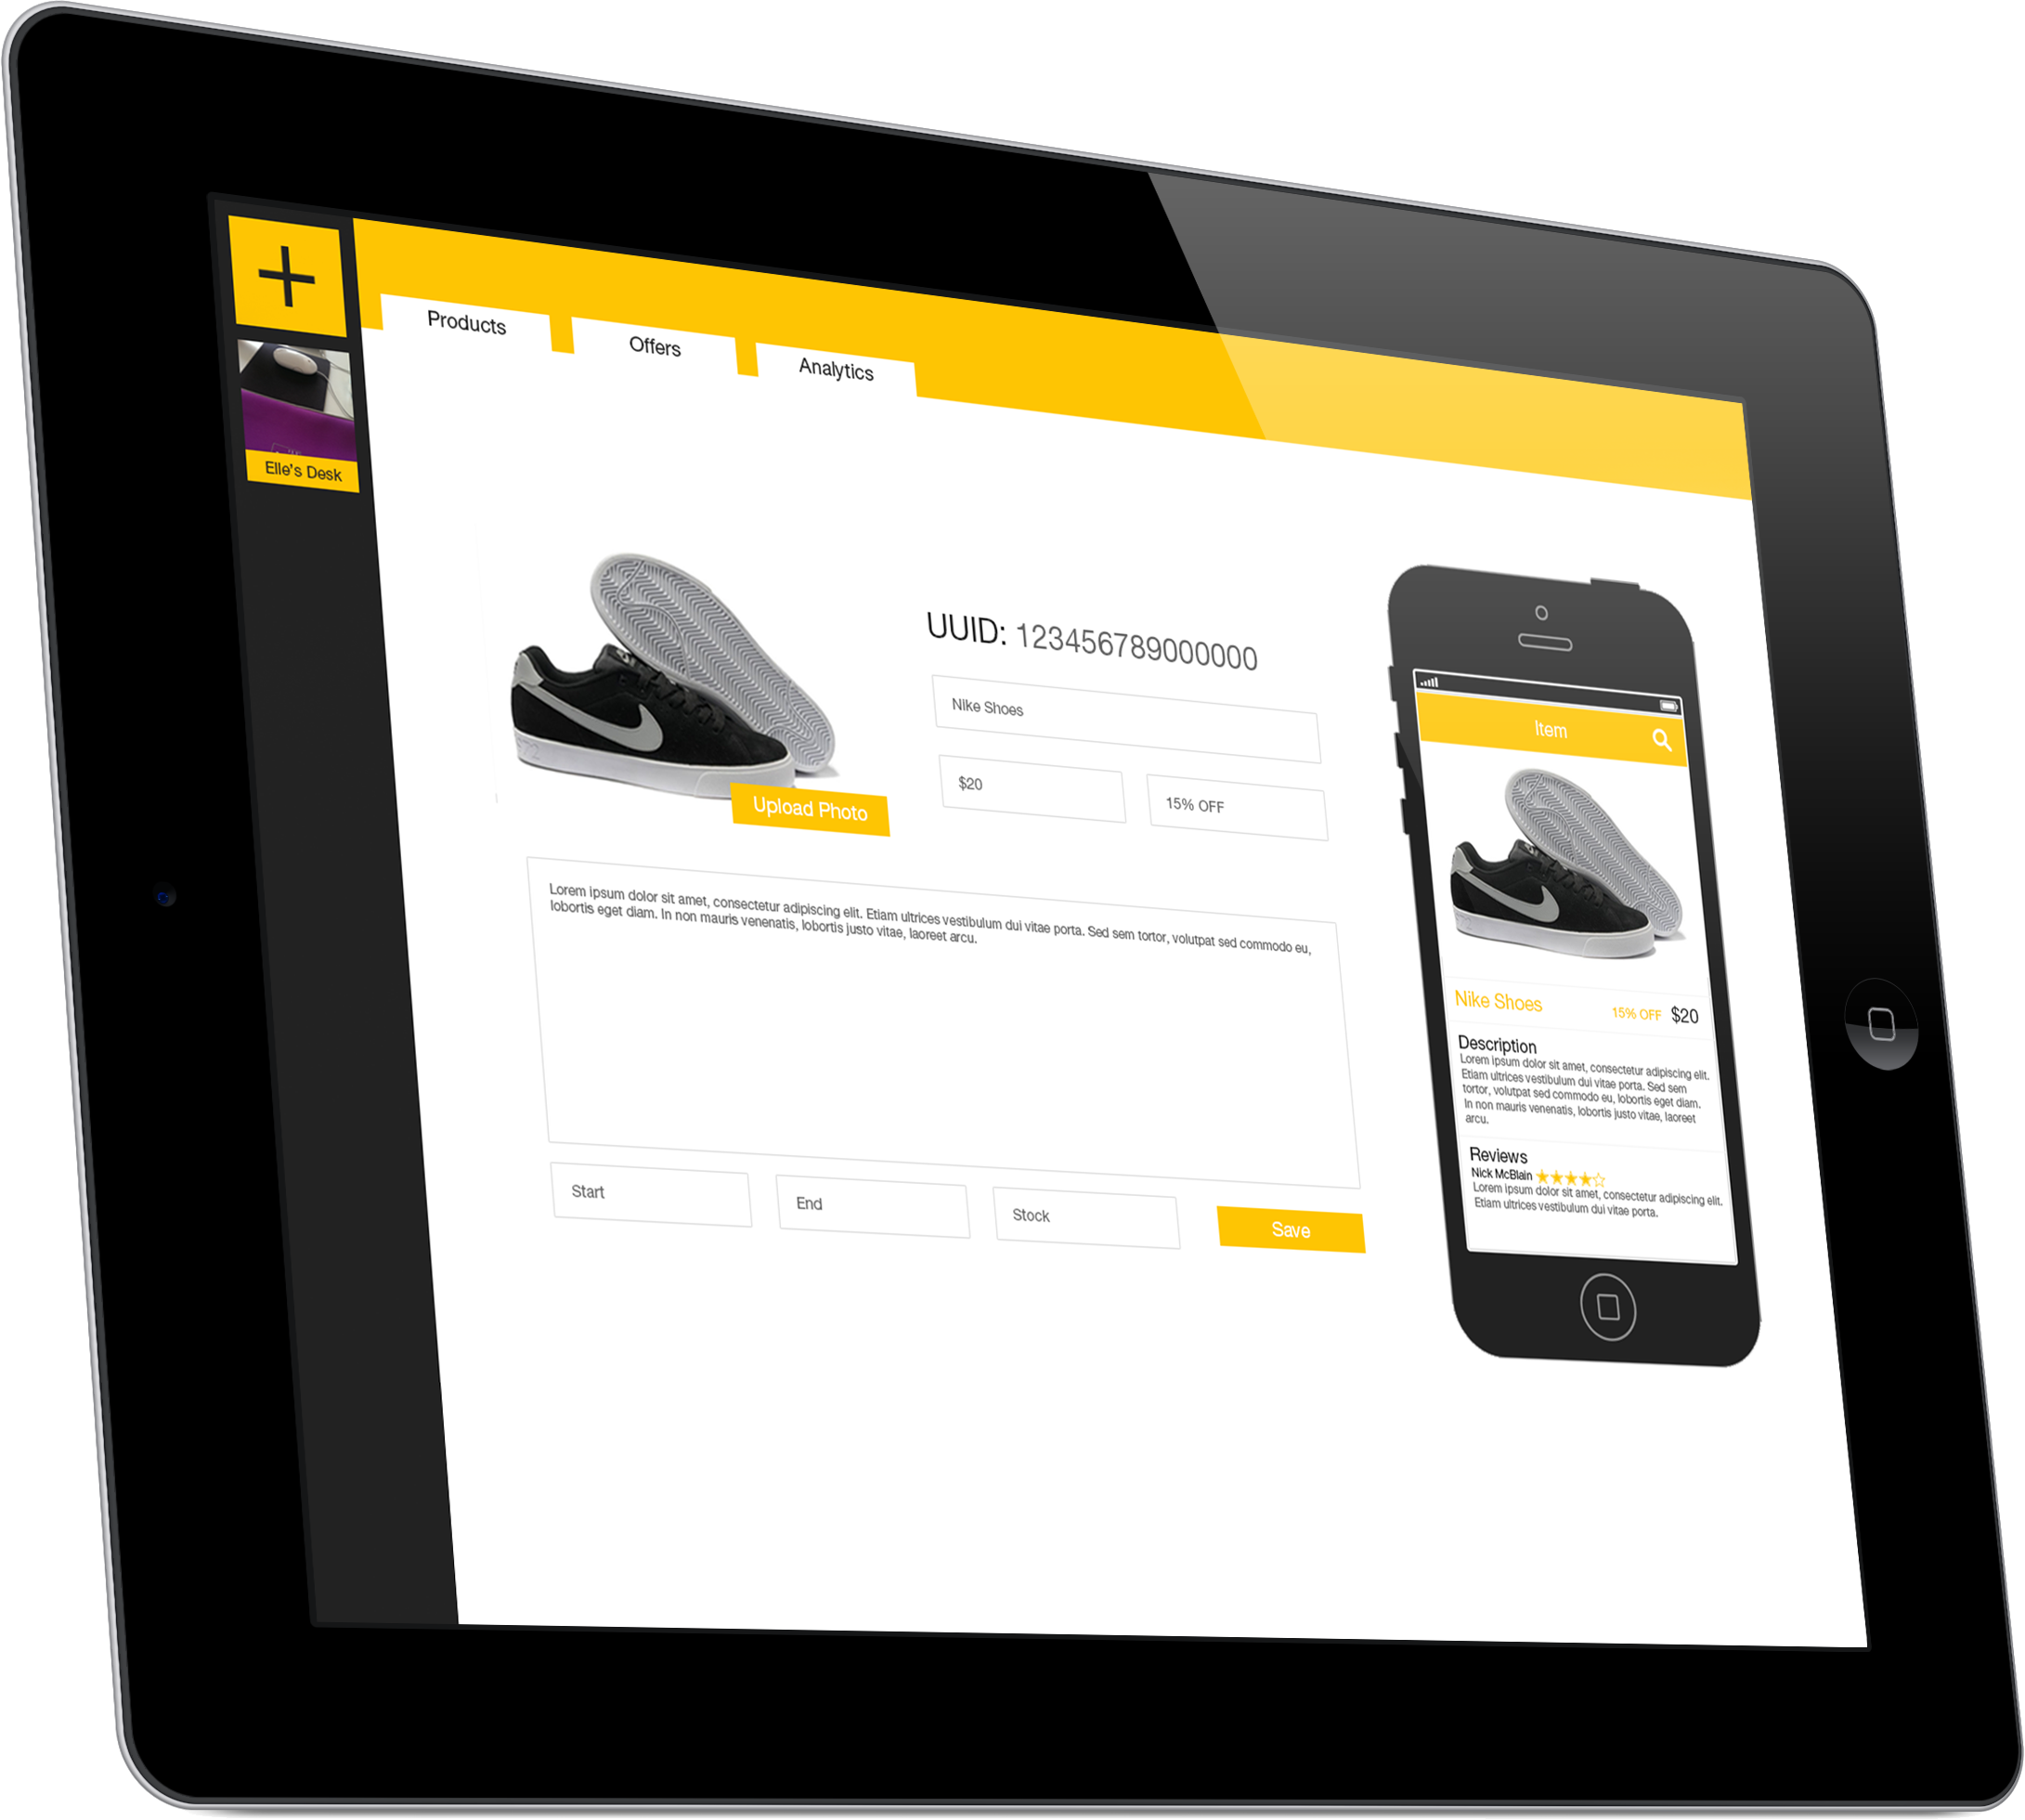 Products
Offers
Analytics
Elle's Desk
UUID: 123456789000000
Nike Shoes
$20
15% OFF
Upload Photo
Lorem ipsum dolor sit amet, consectetur adipiscing elit. Etiam ultrices vestibulum dui vitae porta. Sed sem tortor, volutpat sed commodo eu,
lobortis eget diam. In non mauris venenatis, lobortis justo vitae, laoreet arcu.
Start
End
Stock
Save
Item
Nike Shoes
15% OFF $20
Description
Lorem ipsum dolor sit amet, consectetur adipiscing elit.
Etiam ultrices vestibulum dui vitae porta. Sed sem
tortor, volutpat sed commodo eu, lobortis eget diam.
In non mauris venenatis, lobortis justo vitae, laoreet
arcu.
Reviews
Nick McBlain
Lorem ipsum dolor sit amet, consectetur adipiscing elit.
Etiam ultrices vestibulum dui vitae porta.